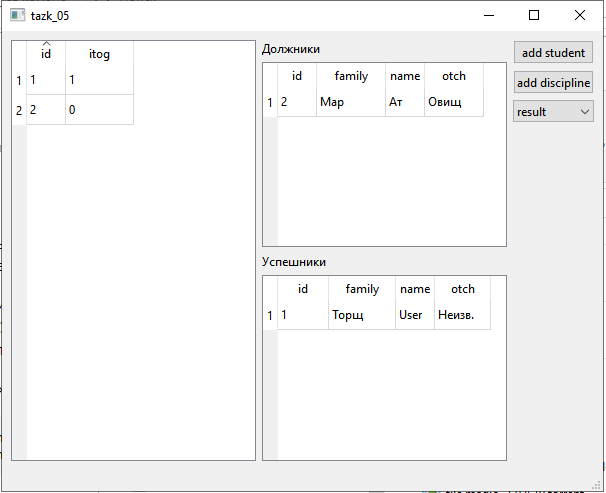 tazk_05
id itog
1 1 1
2 2 0
Должники
id family name otch
1 2 Мар Ат Овищ
Успешники
id family name otch
1 1 Торщ User Неизв.
add student
add discipline
result